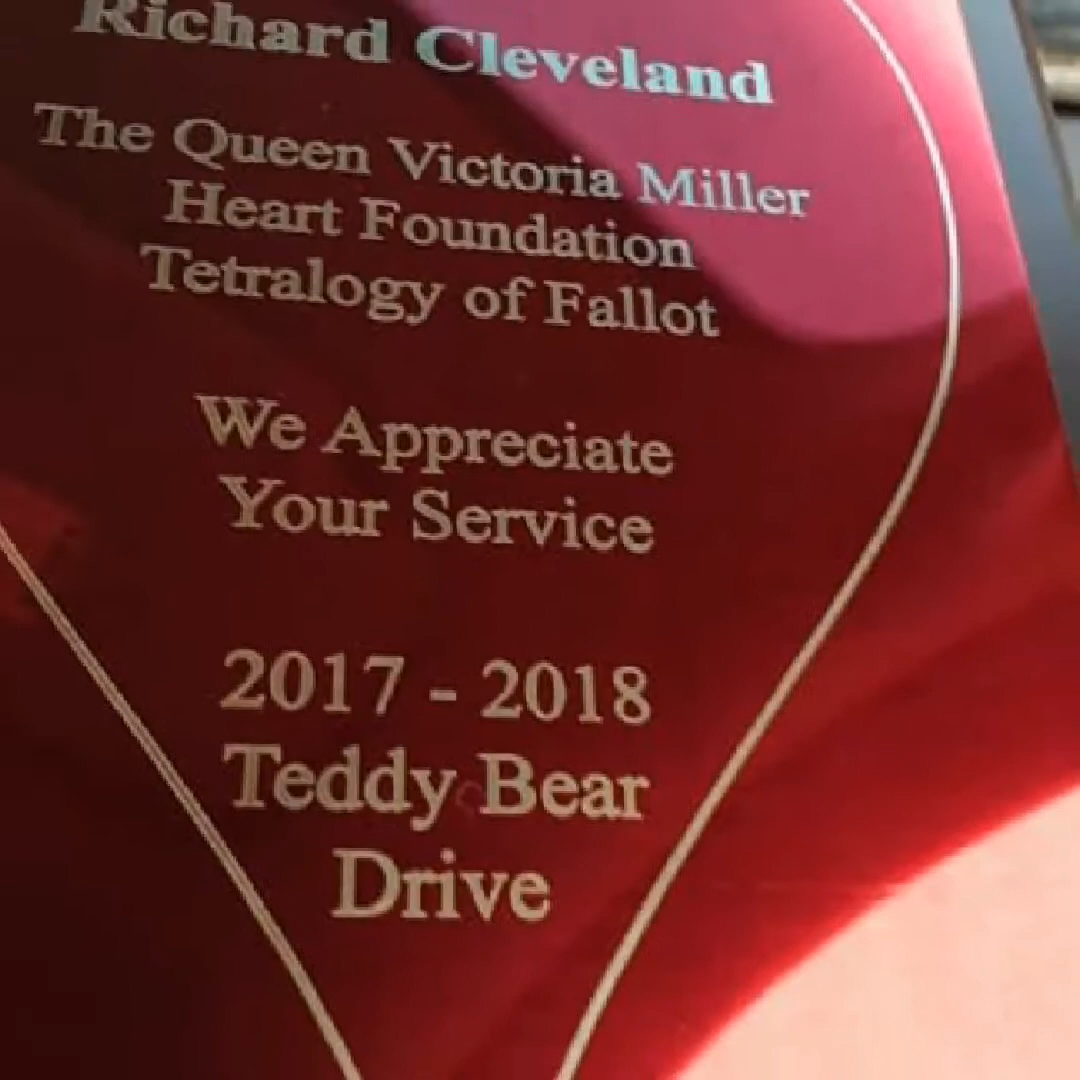 Richard Cleveland
The Queen Victoria Miller
Heart Foundation
Tetralogy of Fallot
We Appreciate
Your Service
2017 - 2018
Teddy Bear
Drive